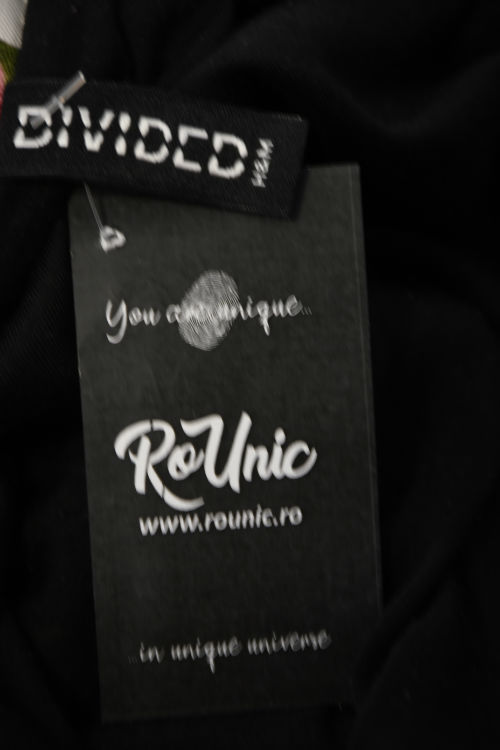 DIVIDED
H&M
You are unique...
RoUnic
www.rounic.ro
...in unique universe